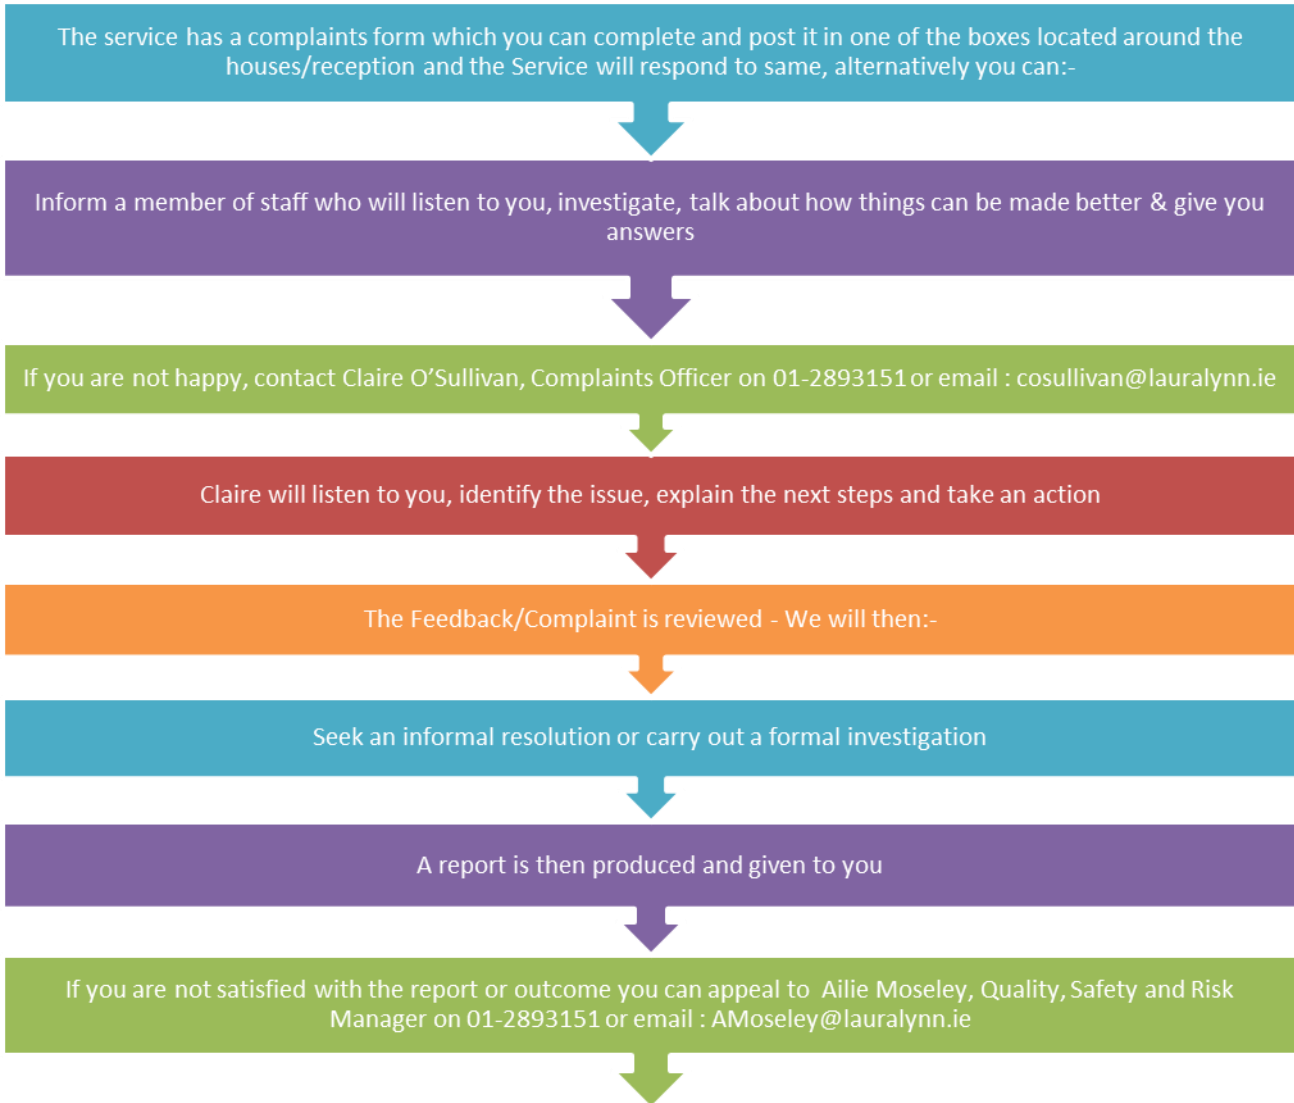 The service has a complaints form which you can complete and post it in one of the boxes located around the
houses/reception and the Service will respond to same, alternatively you can:-
Inform a member of staff who will listen to you, investigate, talk about how things can be made better & give you
answers
If you are not happy, contact Claire O’Sullivan, Complaints Officer on 01-2893151 or email : cosullivan@lauralynn.ie
Claire will listen to you, identify the issue, explain the next steps and take an action
The Feedback/Complaint is reviewed - We will then:-
Seek an informal resolution or carry out a formal investigation
A report is then produced and given to you
If you are not satisfied with the report or outcome you can appeal to Ailie Moseley, Quality, Safety and Risk
Manager on 01-2893151 or email : AMoseley@lauralynn.ie